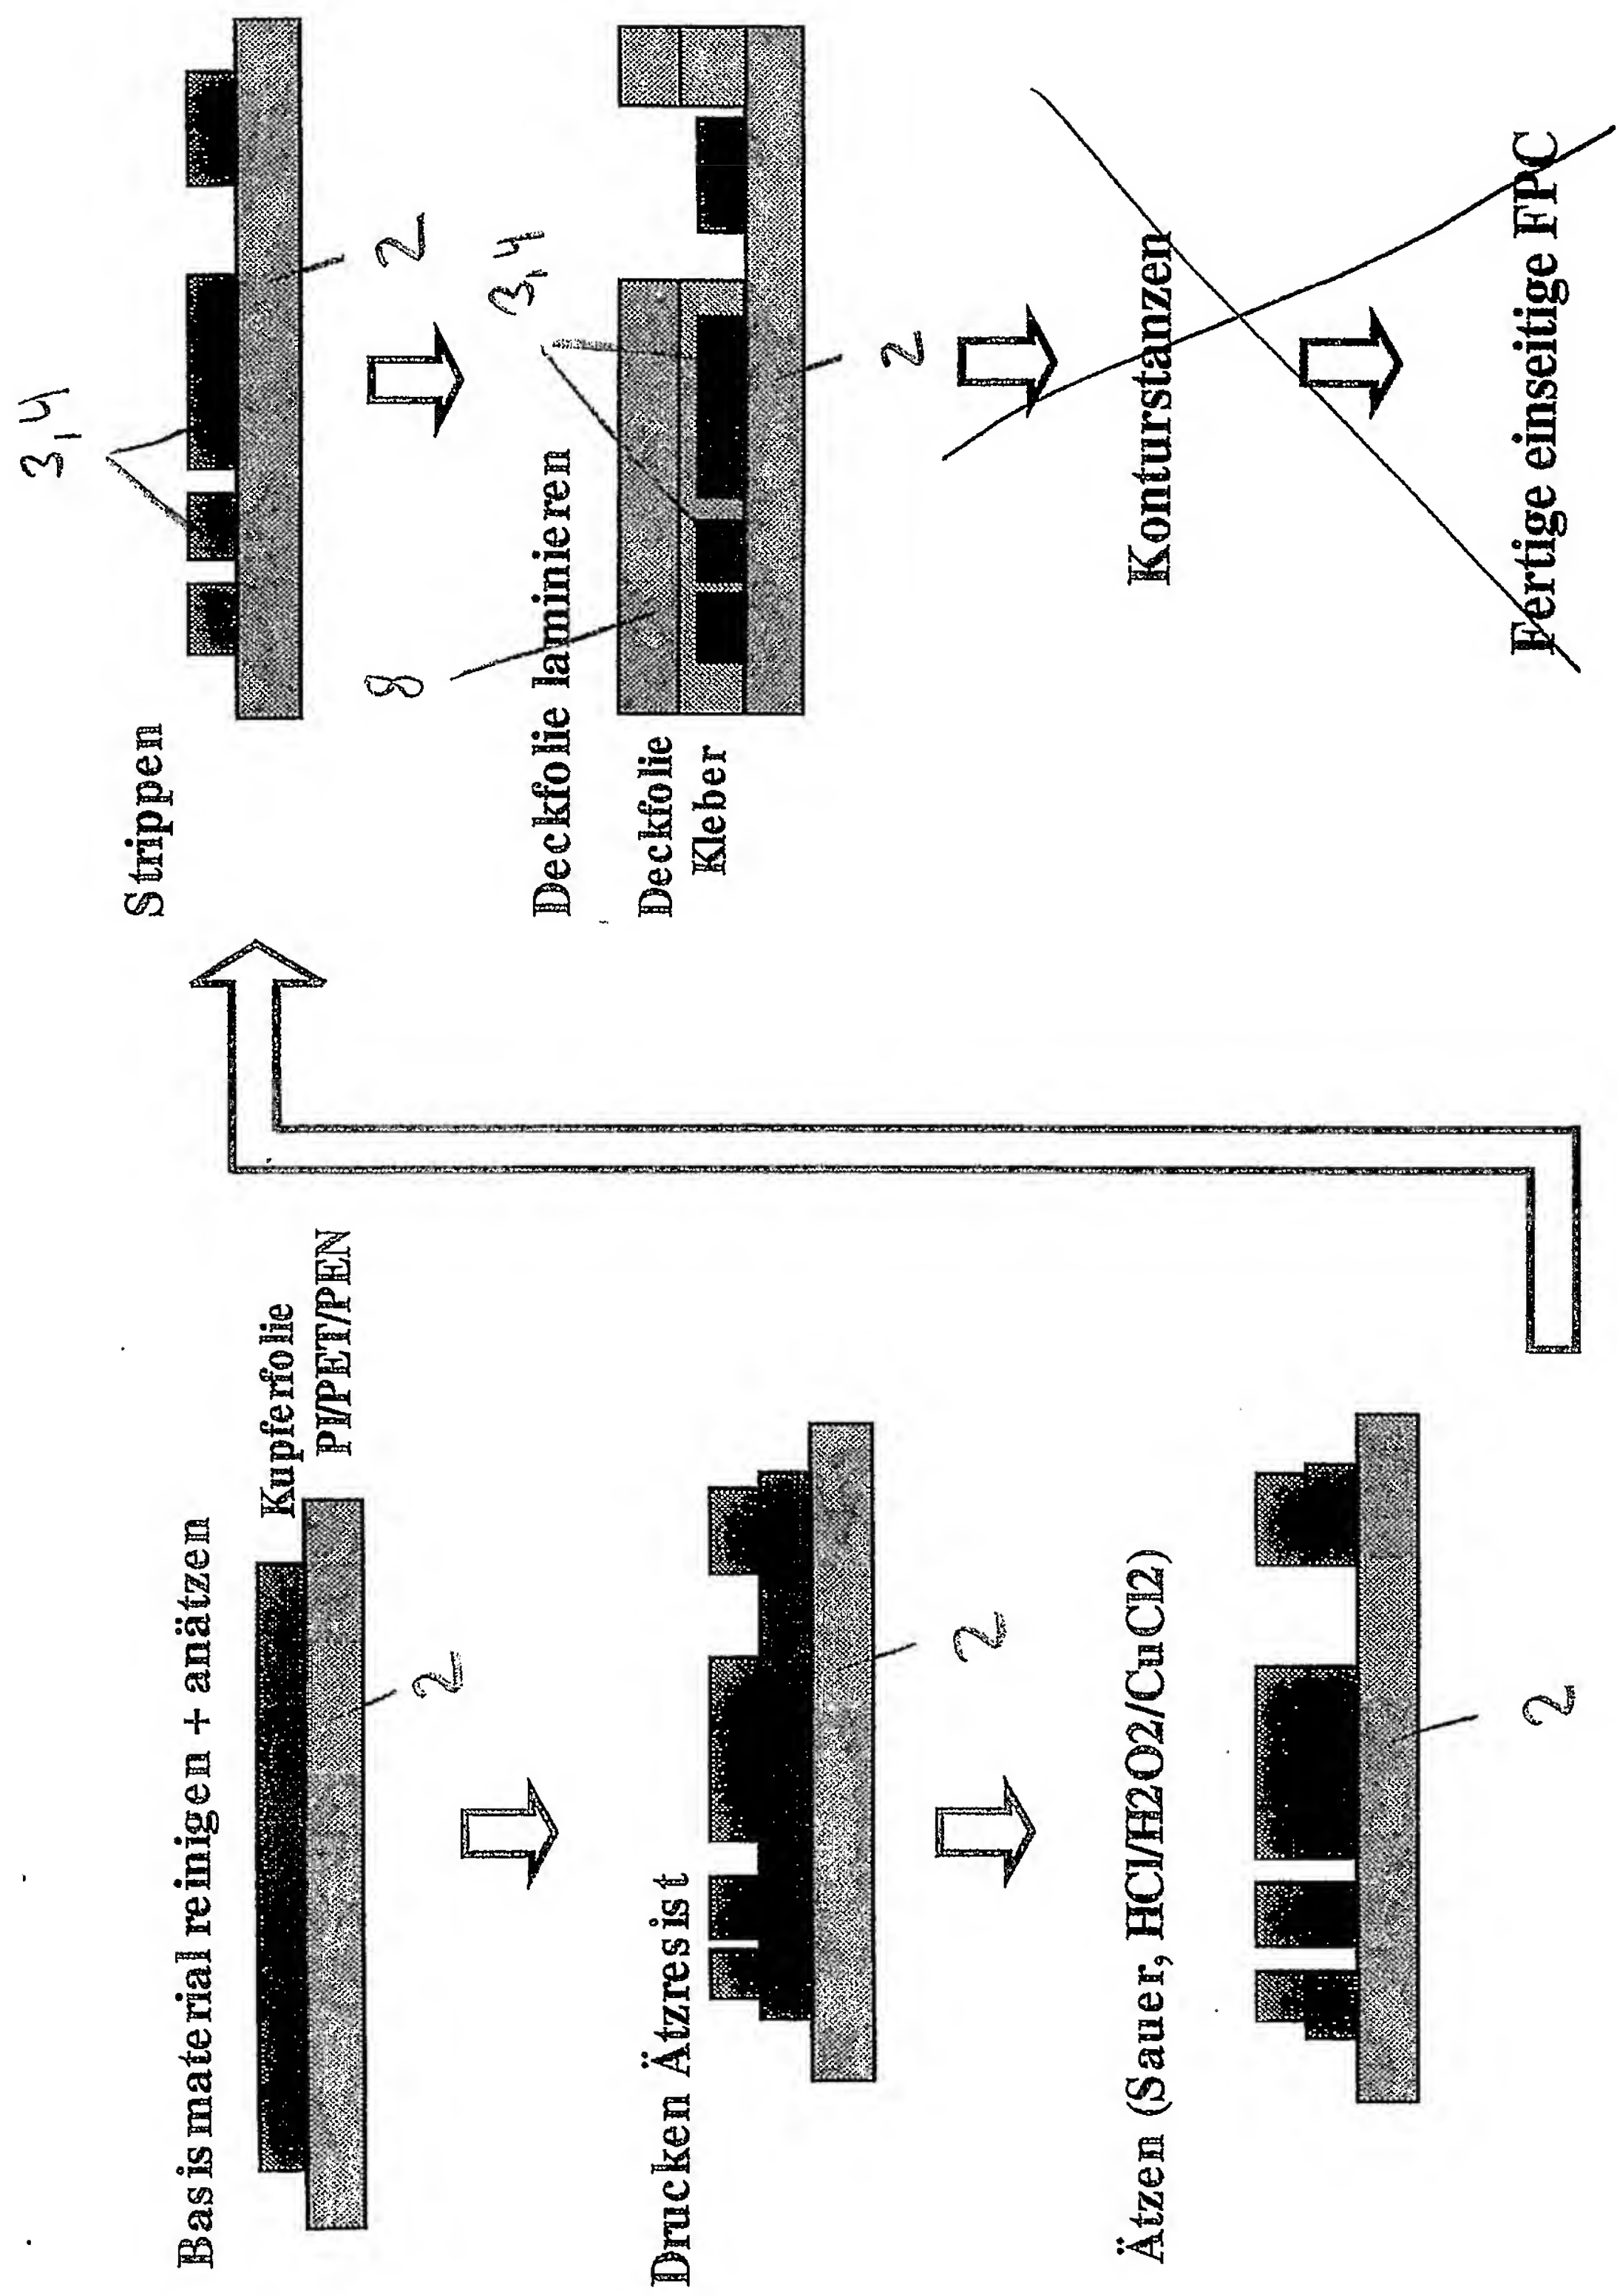 Basismaterial reinigen + anätzen
Kupferfolie
PI/PET/PEN
2
Drucken Ätzresist
2
Ätzen (Sauer, HCl/H2O2/CuCl2)
2
Strippen
3,4
2
Deckfolie laminieren
8
3,4
Deckfolie
Kleber
2
Konturstanzen
Fertige einseitige FPC